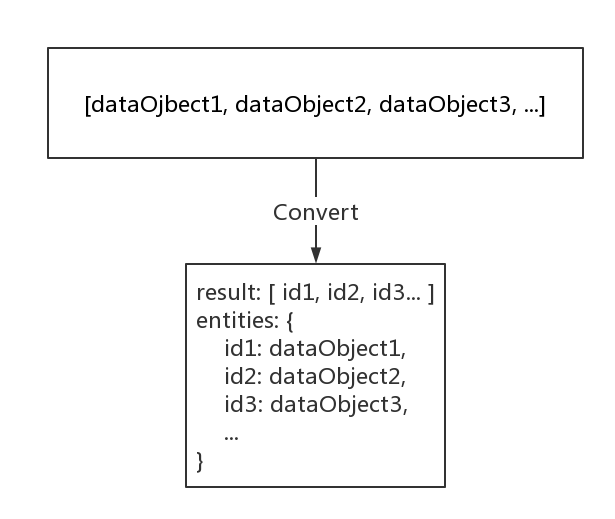 [dataOjbect1, dataObject2, dataObject3, ...]
Convert
result: [ id1, id2, id3... ]
entities: {
id1: dataObject1,
id2: dataObject2,
id3: dataObject3,
...
}